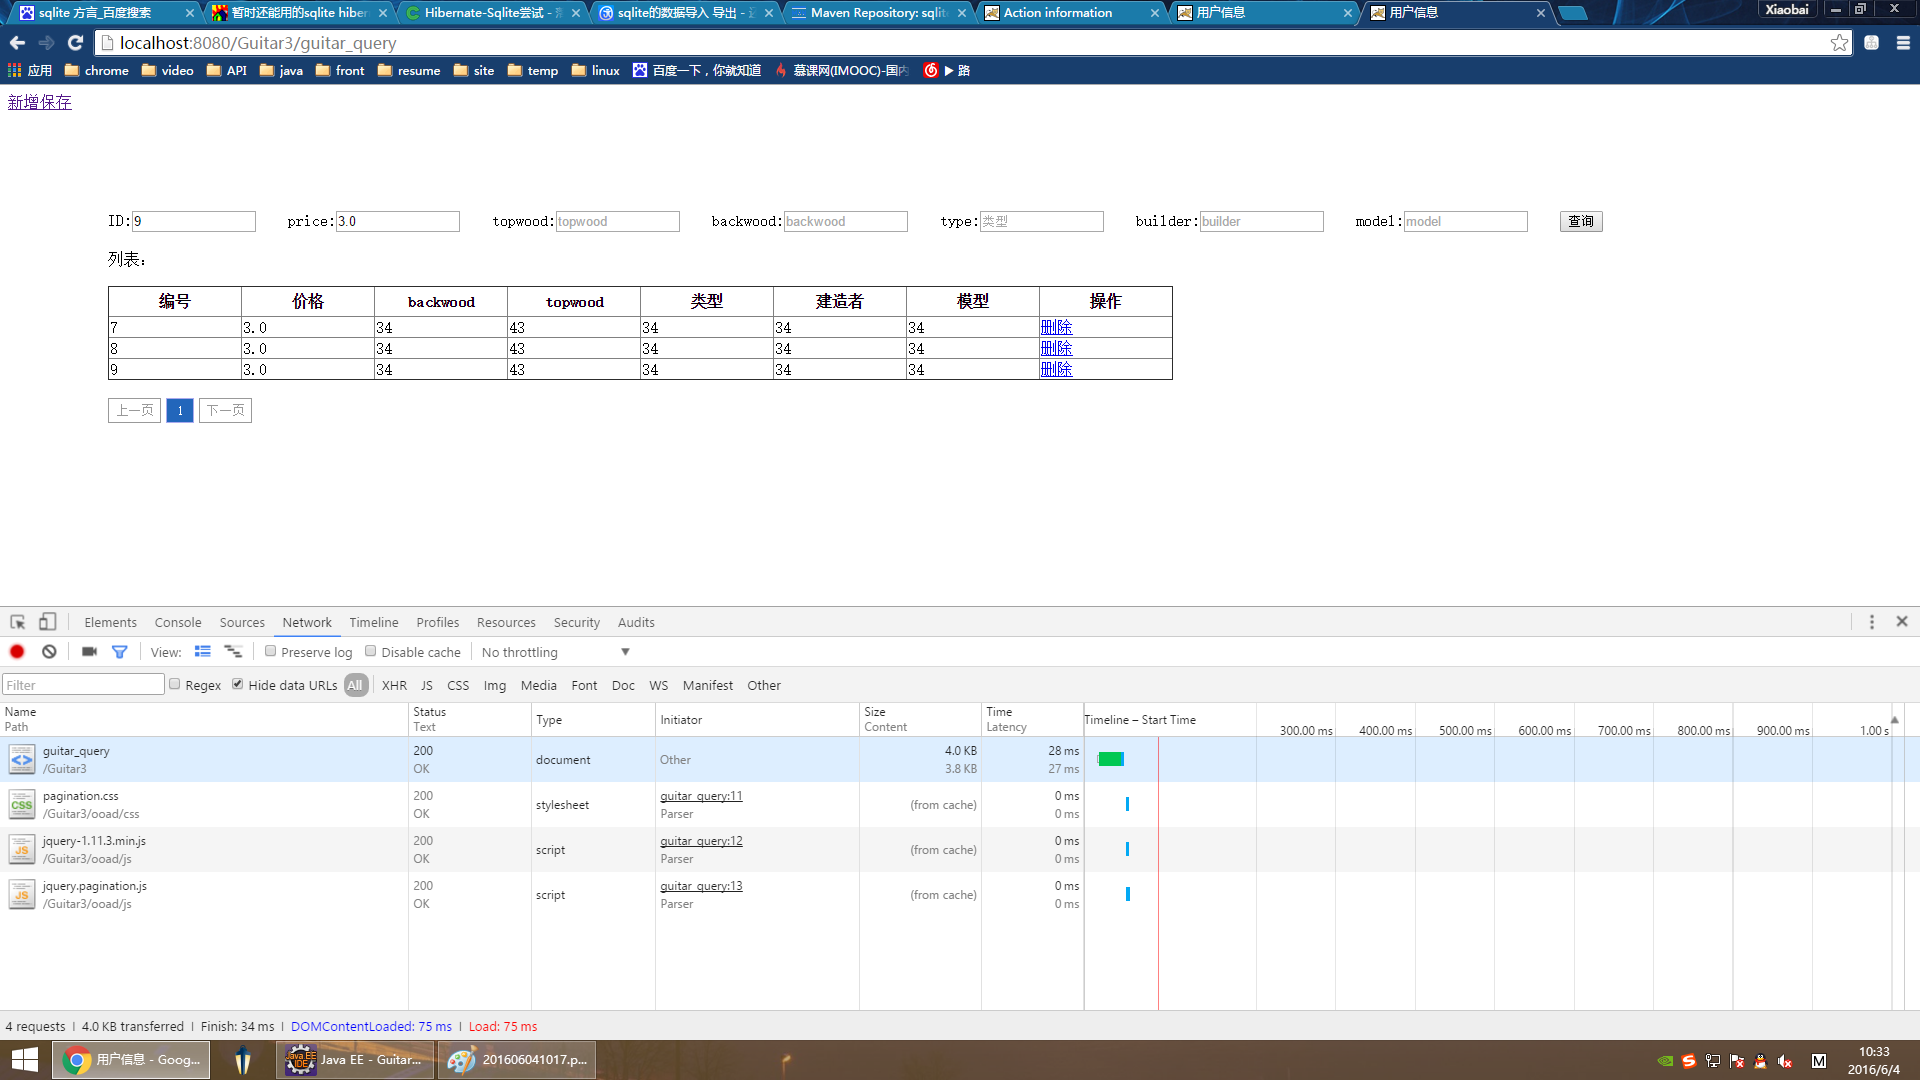 sqlite 方言_百度搜索
暂时还能用的sqlite hiber
Hibernate-Sqlite尝试 -
sqlite的数据导入 导出 -
Maven Repository: sqlit
Action information
用户信息
用户信息
Xiaobai
localhost:8080/Guitar3/guitar_query
应用 chrome video API java front resume site temp linux 百度一下，你就知道 慕课网(IMOOC)-国内 ▶ 路
新增保存
ID:9 price:3.0 topwood:topwood backwood:backwood type:类型 builder:builder model:model 查询
列表：
编号 价格 backwood topwood 类型 建造者 模型 操作
7 3.0 34 43 34 34 34 删除
8 3.0 34 43 34 34 34 删除
9 3.0 34 43 34 34 34 删除
上一页 1 下一页
Elements Console Sources Network Timeline Profiles Resources Security Audits
View: Preserve log Disable cache No throttling ▼
Filter Regex Hide data URLs All XHR JS CSS Img Media Font Doc WS Manifest Other
Name Status Type Initiator Size Time Timeline – Start Time
Path Text Content Latency 300.00 ms 400.00 ms 500.00 ms 600.00 ms 700.00 ms 800.00 ms 900.00 ms 1.00 s
guitar_query 200 document Other 4.0 KB 28 ms
/Guitar3 OK 3.8 KB 27 ms
pagination.css 200 stylesheet guitar_query:11 (from cache) 0 ms
/Guitar3/ooad/css OK Parser 0 ms
jquery-1.11.3.min.js 200 script guitar_query:12 (from cache) 0 ms
/Guitar3/ooad/js OK Parser 0 ms
jquery.pagination.js 200 script guitar_query:13 (from cache) 0 ms
/Guitar3/ooad/js OK Parser 0 ms
4 requests | 4.0 KB transferred | Finish: 34 ms | DOMContentLoaded: 75 ms | Load: 75 ms
用户信息 - Goog... Java EE - Guitar... 201606041017.p... M 10:33
2016/6/4